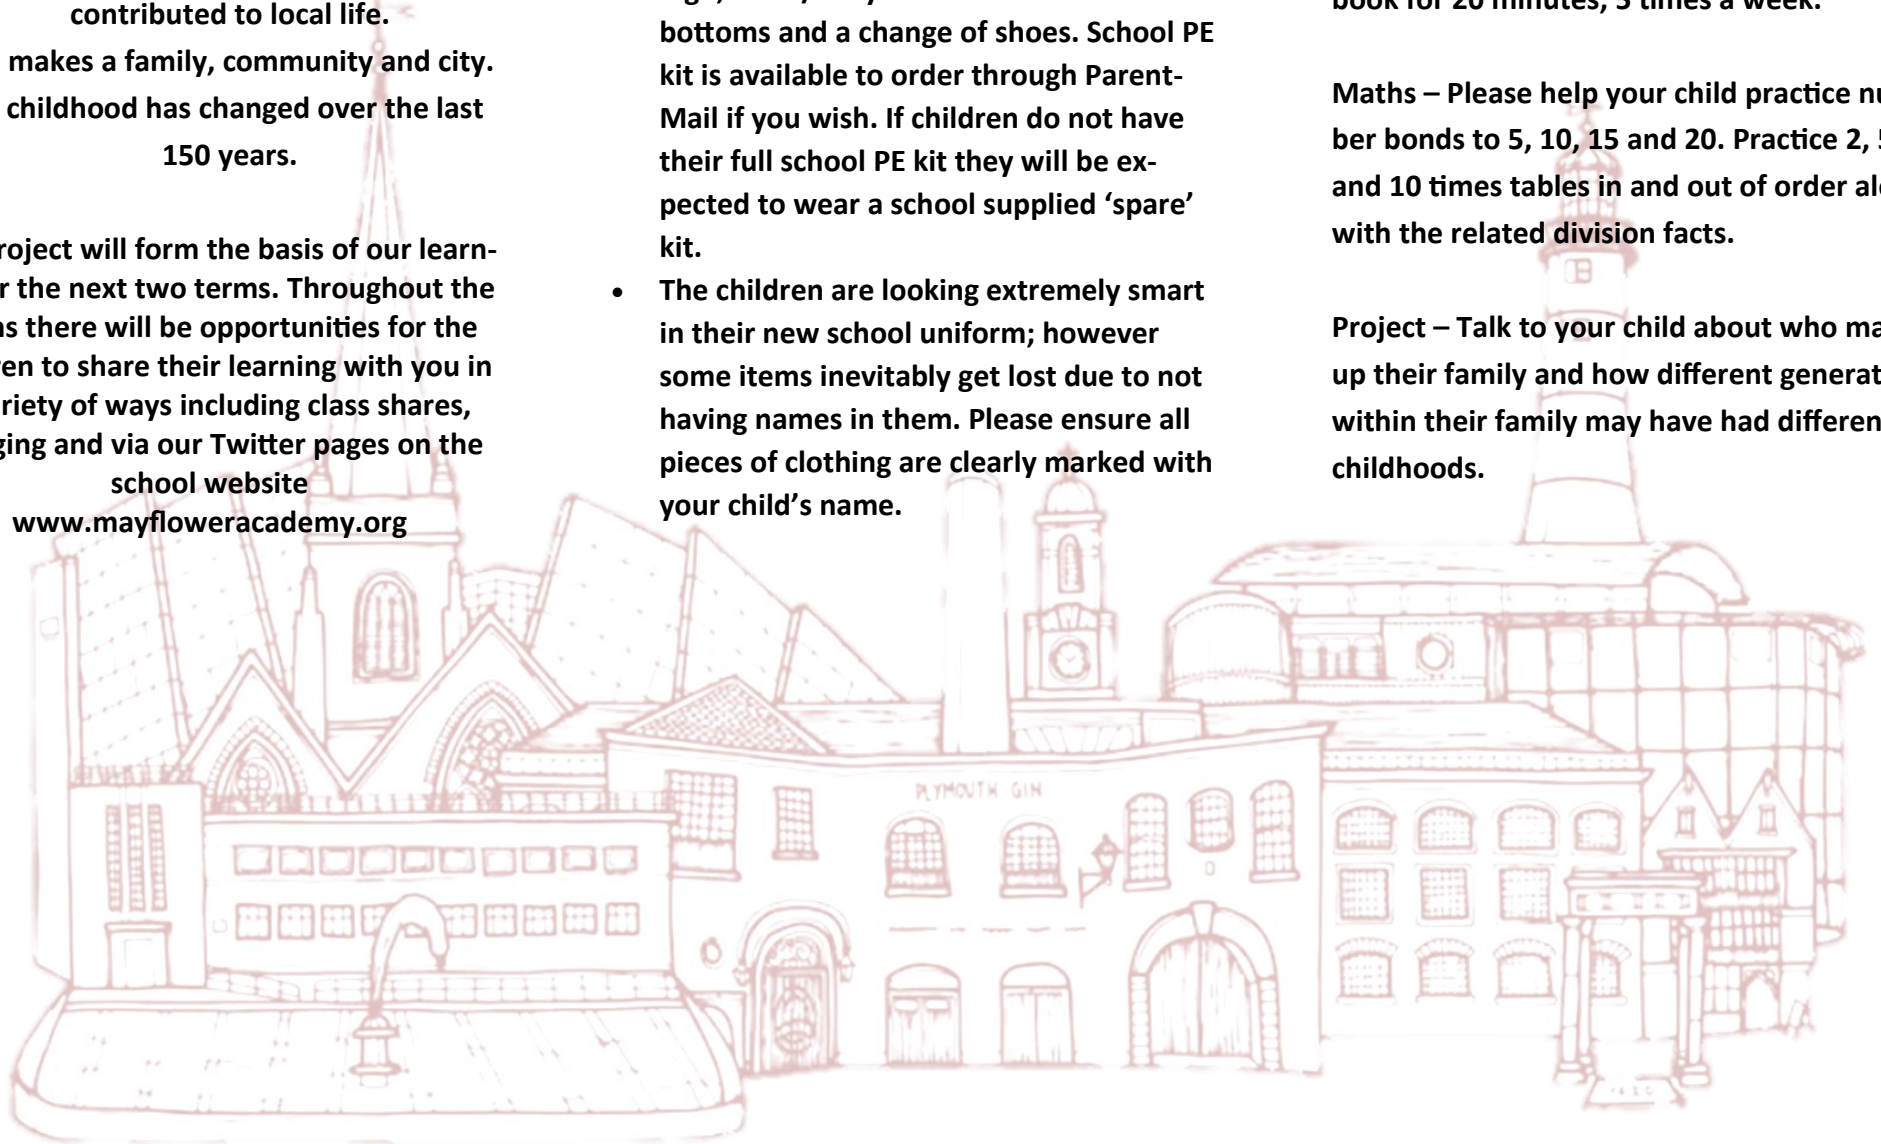 contributed to local life.
makes a family, community and city.
childhood has changed over the last
150 years.
roject will form the basis of our learn-
r the next two terms. Throughout the
ns there will be opportunities for the
en to share their learning with you in
riety of ways including class shares,
ging and via our Twitter pages on the
school website
www.mayfloweracademy.org
bottoms and a change of shoes. School PE
kit is available to order through Parent-
Mail if you wish. If children do not have
their full school PE kit they will be ex-
pected to wear a school supplied ‘spare’
kit.
• The children are looking extremely smart
in their new school uniform; however
some items inevitably get lost due to not
having names in them. Please ensure all
pieces of clothing are clearly marked with
your child’s name.
book for 20 minutes, 5 times a week.
Maths – Please help your child practice nu
ber bonds to 5, 10, 15 and 20. Practice 2, 5
and 10 times tables in and out of order al
with the related division facts.
Project – Talk to your child about who ma
up their family and how different generat
within their family may have had differen
childhoods.
PLYMOUTH GIN